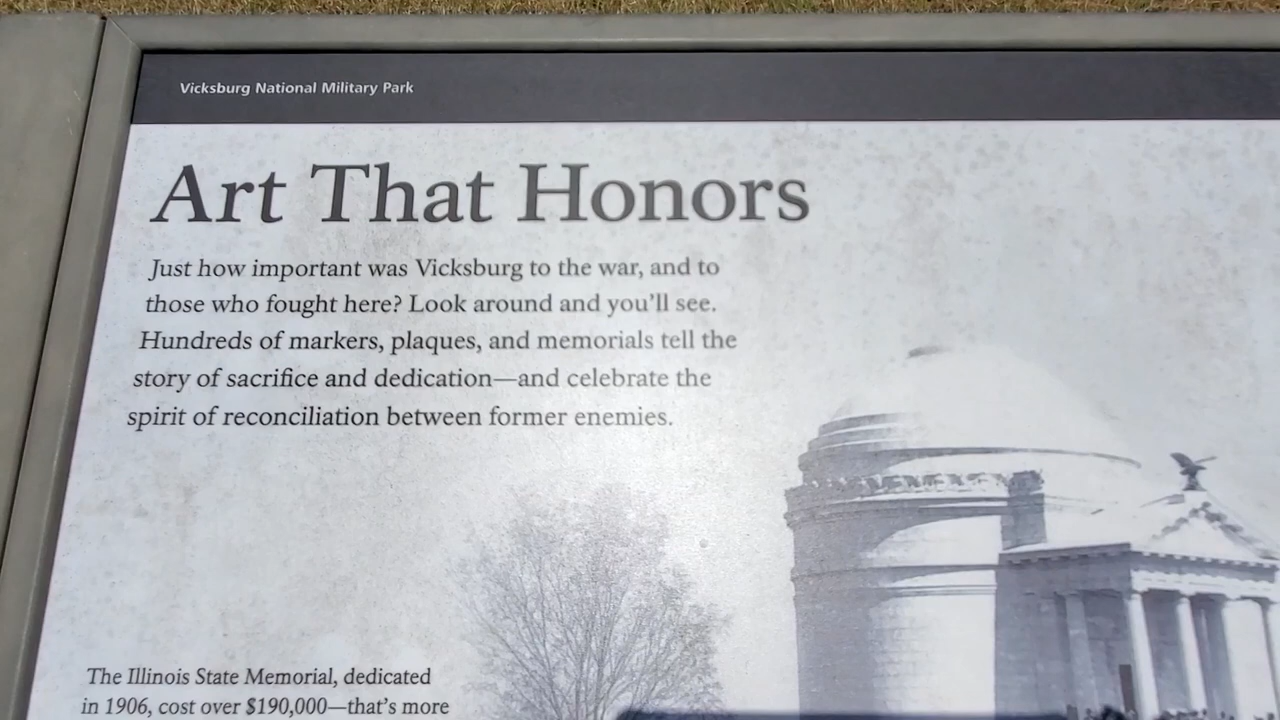 Vicksburg National Military Park
Art That Honors
Just how important was Vicksburg to the war, and to
those who fought here? Look around and you'll see.
Hundreds of markers, plaques, and memorials tell the
story of sacrifice and dedication—and celebrate the
spirit of reconciliation between former enemies.
The Illinois State Memorial, dedicated
in 1906, cost over $190,000—that's more